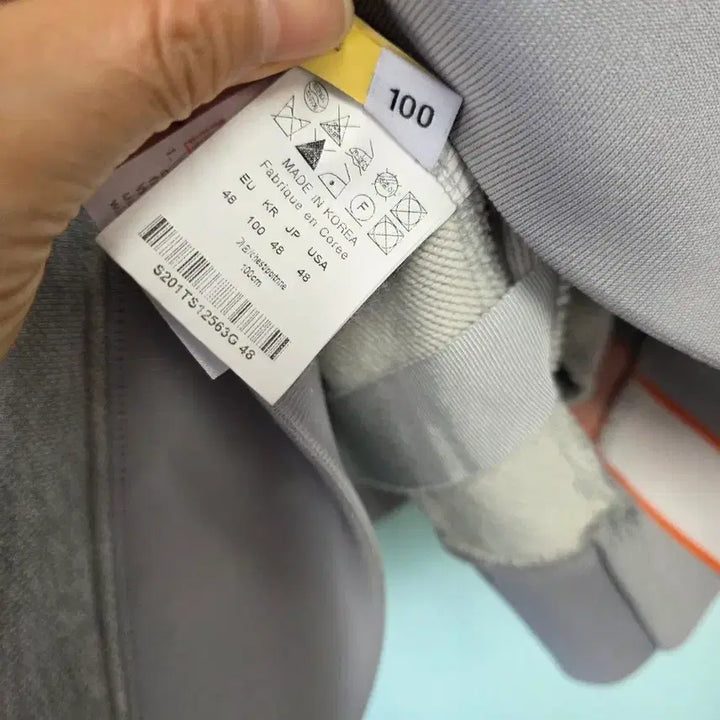 100
F
MADE IN KOREA
Fabrique en Corée
EU KR JP USA
48 100 48 48
100cm
S201TS12563G 48